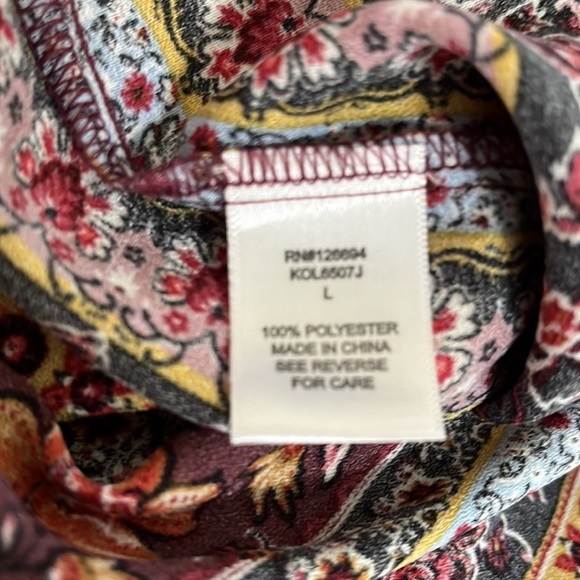 RN#126694
KOL6507J
L
100% POLYESTER
MADE IN CHINA
SEE REVERSE
FOR CARE